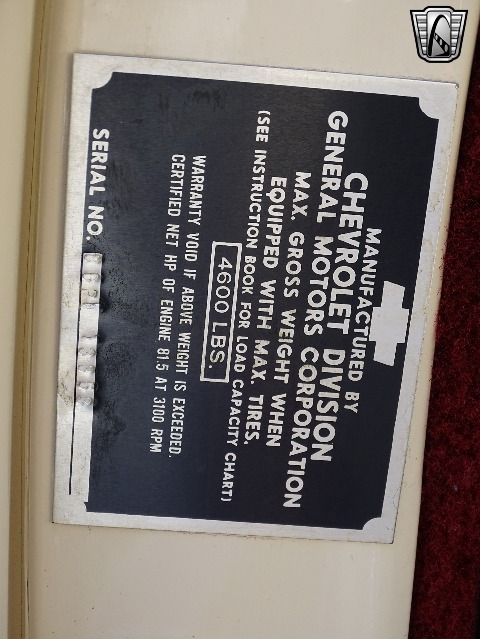 MANUFACTURED BY
CHEVROLET DIVISION
GENERAL MOTORS CORPORATION
MAX. GROSS WEIGHT WHEN
EQUIPPED WITH MAX. TIRES.
(SEE INSTRUCTION BOOK FOR LOAD CAPACITY CHART)
4600 LBS.
WARRANTY VOID IF ABOVE WEIGHT IS EXCEEDED.
CERTIFIED NET HP OF ENGINE 81.5 AT 3100 RPM
SERIAL NO.